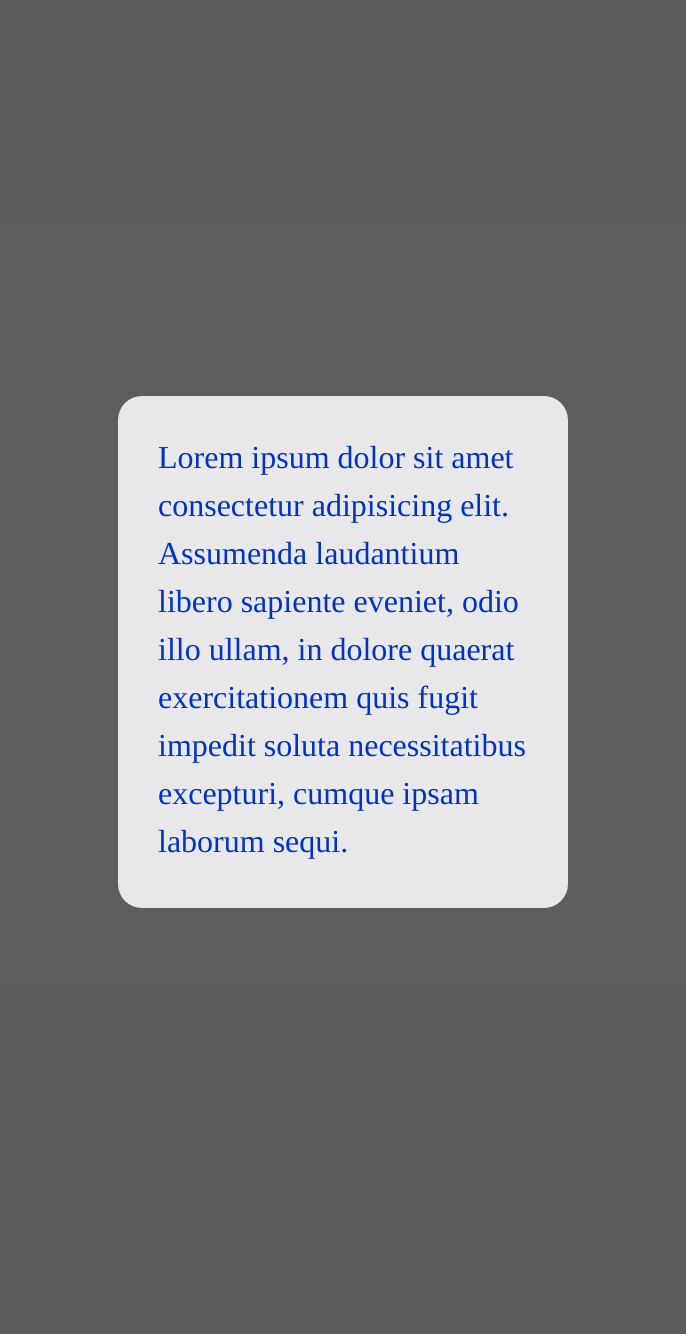 Lorem ipsum dolor sit amet
consectetur adipisicing elit.
Assumenda laudantium
libero sapiente eveniet, odio
illo ullam, in dolore quaerat
exercitationem quis fugit
impedit soluta necessitatibus
excepturi, cumque ipsam
laborum sequi.